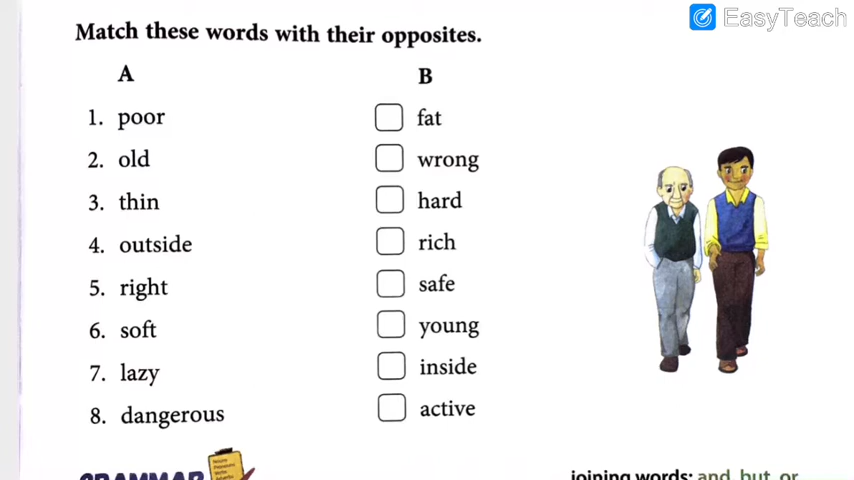 EasyTeach
Match these words with their opposites.
A B
1. poor fat
2. old wrong
3. thin hard
4. outside rich
5. right safe
6. soft young
7. lazy inside
8. dangerous active
GRAMMAR
joining words: and, but, or